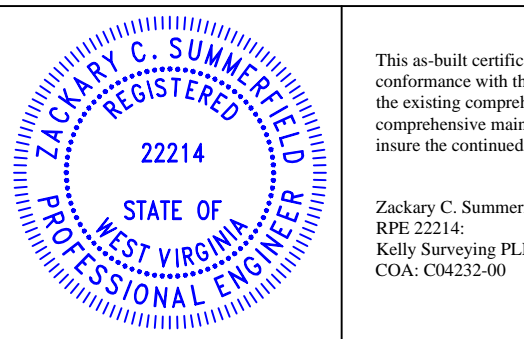 ZACKARY C. SUMMERFIELD
REGISTERED
22214
STATE OF
WEST VIRGINIA
PROFESSIONAL ENGINEER
This as-built certific
conformance with th
the existing compreh
comprehensive main
insure the continued
Zackary C. Summer
RPE 22214:
Kelly Surveying PL
COA: C04232-00